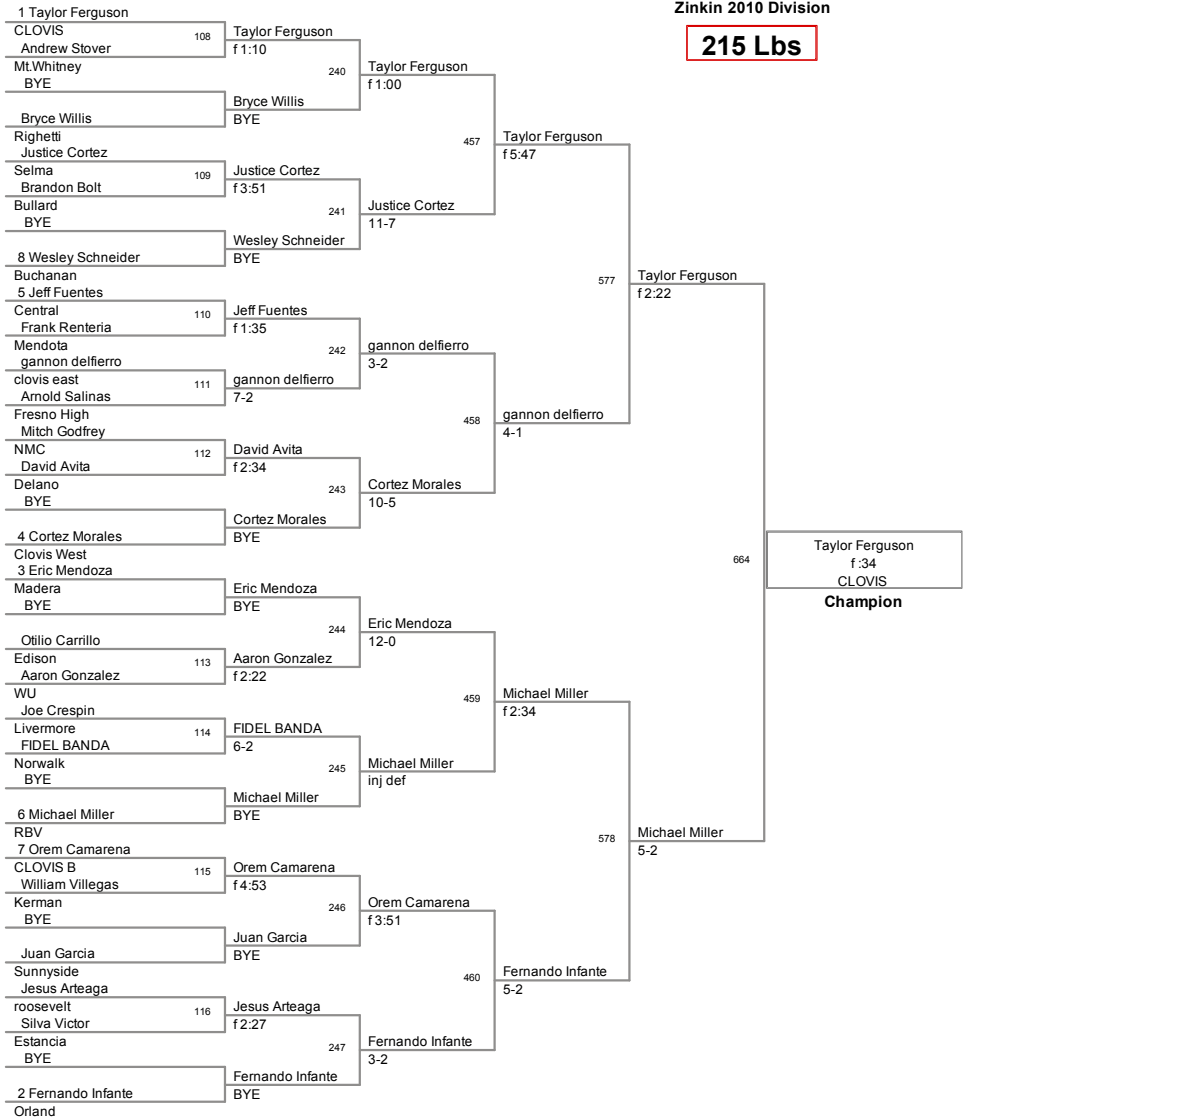 Zinkin 2010 Division
215 Lbs
1 Taylor Ferguson
CLOVIS
108
Andrew Stover
Mt.Whitney
BYE
Bryce Willis
Righetti
Justice Cortez
Selma
109
Brandon Bolt
Bullard
BYE
8 Wesley Schneider
Buchanan
5 Jeff Fuentes
Central
110
Frank Renteria
Mendota
gannon delfierro
clovis east
111
Arnold Salinas
Fresno High
Mitch Godfrey
NMC
112
David Avita
Delano
BYE
4 Cortez Morales
Clovis West
3 Eric Mendoza
Madera
BYE
Otilio Carrillo
Edison
113
Aaron Gonzalez
WU
Joe Crespin
Livermore
114
FIDEL BANDA
Norwalk
BYE
6 Michael Miller
RBV
7 Orem Camarena
CLOVIS B
115
William Villegas
Kerman
BYE
Juan Garcia
Sunnyside
Jesus Arteaga
roosevelt
116
Silva Victor
Estancia
BYE
2 Fernando Infante
Orland
Taylor Ferguson
f 1:10
240
Bryce Willis
BYE
Justice Cortez
f 3:51
241
Wesley Schneider
BYE
Jeff Fuentes
f 1:35
242
gannon delfierro
7-2
David Avita
f 2:34
243
Cortez Morales
BYE
Eric Mendoza
BYE
244
Aaron Gonzalez
f 2:22
FIDEL BANDA
6-2
245
Michael Miller
BYE
Orem Camarena
f 4:53
246
Juan Garcia
BYE
Jesus Arteaga
f 2:27
247
Fernando Infante
BYE
Taylor Ferguson
f 1:00
457
Justice Cortez
11-7
gannon delfierro
3-2
458
Cortez Morales
10-5
Eric Mendoza
12-0
459
Michael Miller
inj def
Orem Camarena
f 3:51
460
Fernando Infante
3-2
Taylor Ferguson
f 5:47
577
gannon delfierro
4-1
Michael Miller
f 2:34
578
Fernando Infante
5-2
Taylor Ferguson
f 2:22
664
Michael Miller
5-2
Taylor Ferguson
f :34
CLOVIS
Champion